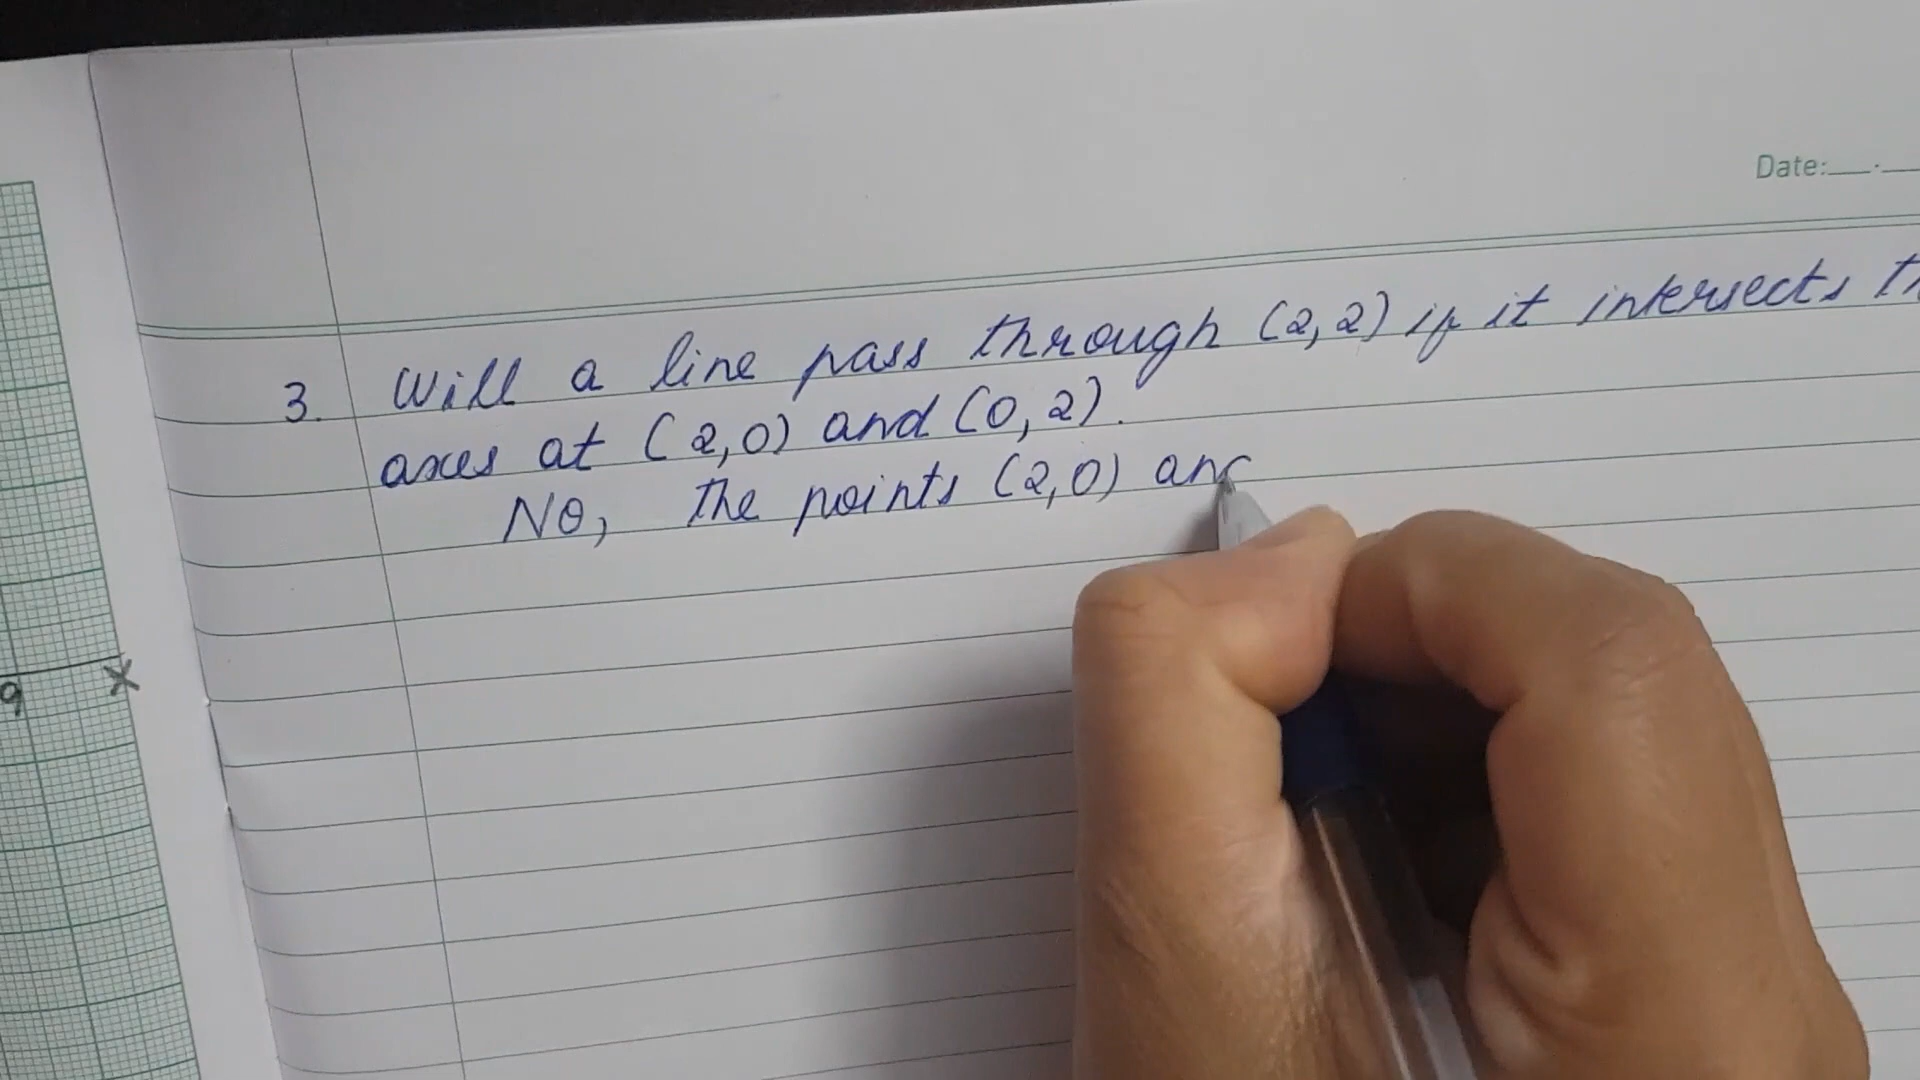 Date:
3. Will a line pass through (2,2) if it intersects th
axes at (2,0) and (0,2).
No, The points (2,0) an
9
X